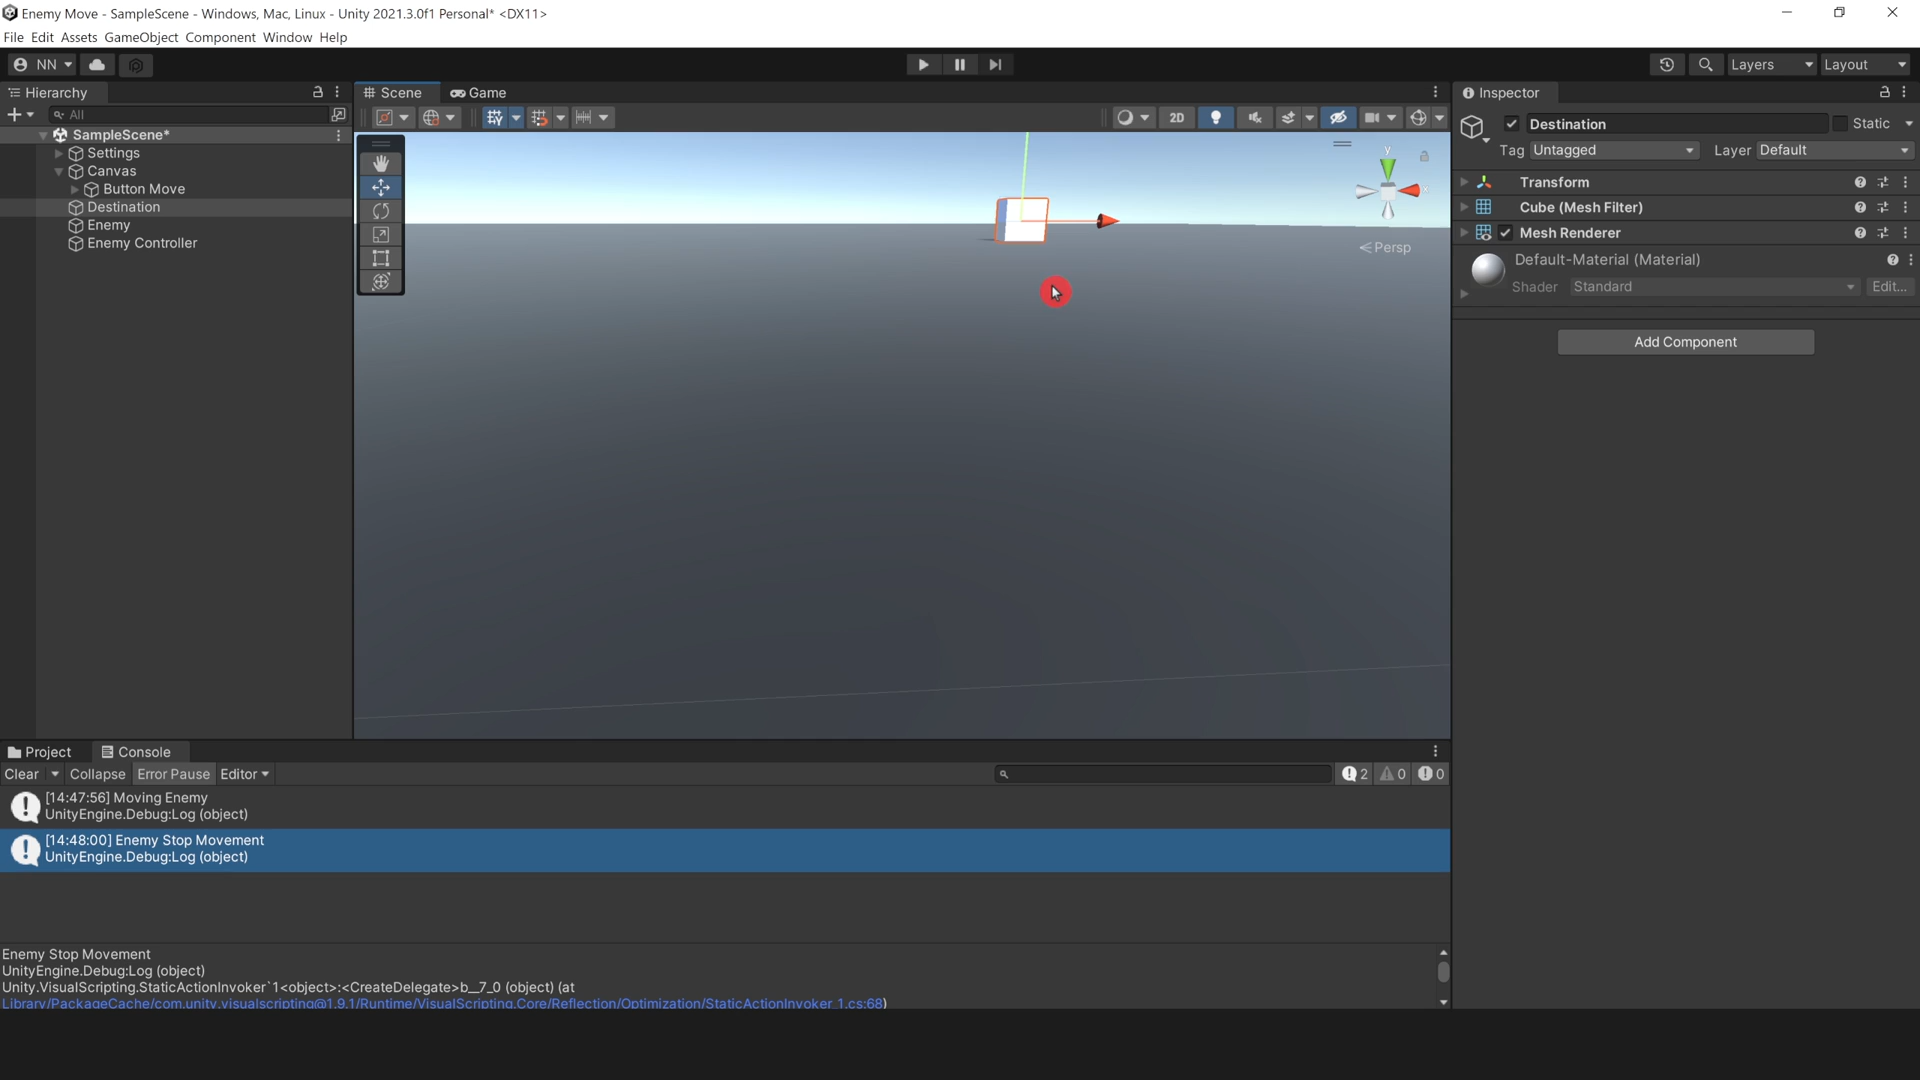 Enemy Move - SampleScene - Windows, Mac, Linux - Unity 2021.3.0f1 Personal* <DX11>
File Edit Assets GameObject Component Window Help
NN
Layers
Layout
Hierarchy
Scene
Game
Inspector
All
2D
SampleScene*
Settings
Canvas
Button Move
Destination
Enemy
Enemy Controller
y
Persp
Destination
Static
Tag Untagged
Layer Default
Transform
Cube (Mesh Filter)
Mesh Renderer
Default-Material (Material)
Shader Standard
Edit...
Add Component
Project
Console
Clear
Collapse
Error Pause
Editor
2
0
0
[14:47:56] Moving Enemy
UnityEngine.Debug:Log (object)
[14:48:00] Enemy Stop Movement
UnityEngine.Debug:Log (object)
Enemy Stop Movement
UnityEngine.Debug:Log (object)
Unity.VisualScripting.StaticActionInvoker`1<object>:<CreateDelegate>b__7_0 (object) (at
Library/PackageCache/com.unity.visualscripting@1.9.1/Runtime/VisualScripting.Core/Reflection/Optimization/StaticActionInvoker_1.cs:68)